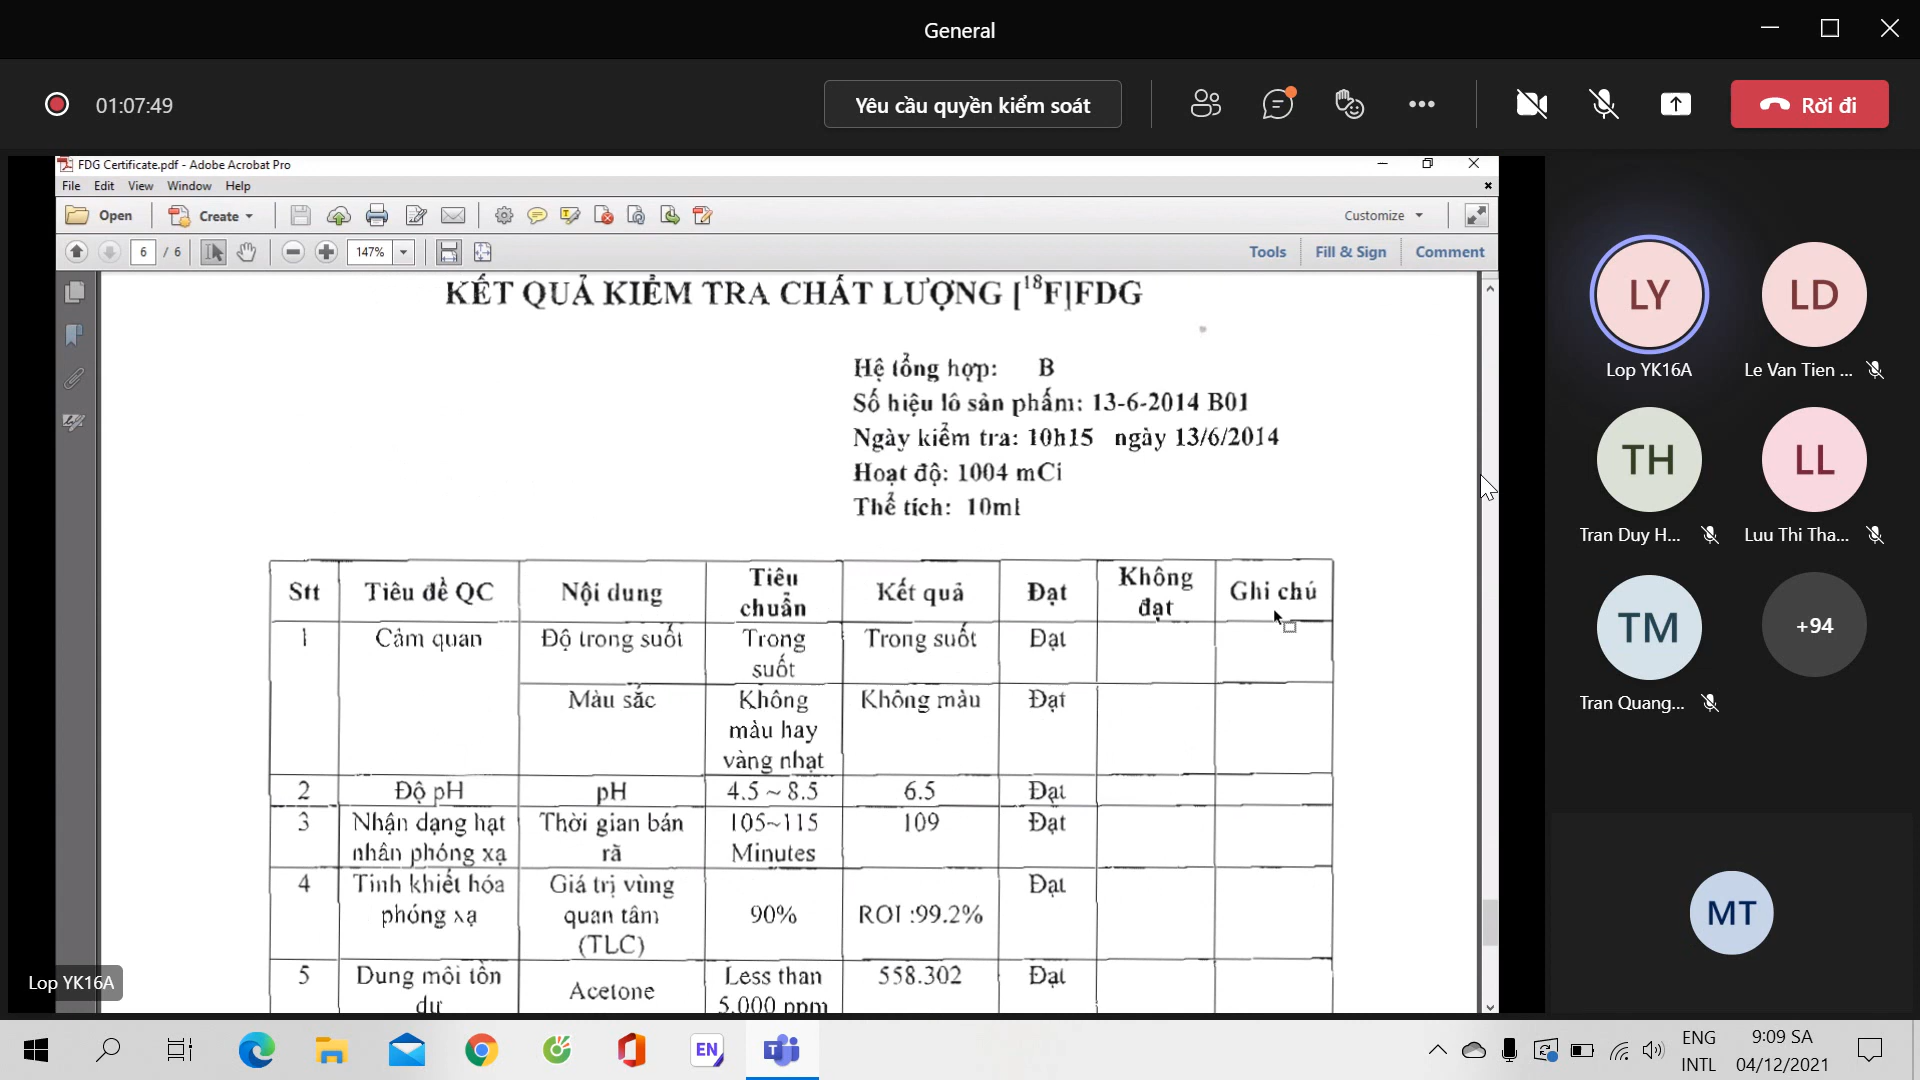 General
01:07:49
Yêu cầu quyền kiểm soát
Rời đi
FDG Certificate.pdf - Adobe Acrobat Pro
File Edit View Window Help
Open Create Customize
6 / 6 147% Tools Fill & Sign Comment
KẾT QUẢ KIỂM TRA CHẤT LƯỢNG [18F]FDG
Hệ tổng hợp: B
Số hiệu lô sản phẩm: 13-6-2014 B01
Ngày kiểm tra: 10h15 ngày 13/6/2014
Hoạt độ: 1004 mCi
Thể tích: 10ml
Stt Tiêu đề QC Nội dung Tiêu chuẩn Kết quả Đạt Không đạt Ghi chú
1 Cảm quan Độ trong suốt Trong suốt Trong suốt Đạt
Màu sắc Không màu hay vàng nhạt Không màu Đạt
2 Độ pH pH 4.5 ~ 8.5 6.5 Đạt
3 Nhận dạng hạt nhân phóng xạ Thời gian bán rã 105~115 Minutes 109 Đạt
4 Tinh khiết hóa phóng xạ Giá trị vùng quan tâm (TLC) 90% ROI :99.2% Đạt
5 Dung môi tồn dư Acetone Less than 5.000 ppm 558.302 Đạt
Lop YK16A
LY
Lop YK16A
LD
Le Van Tien ...
TH
Tran Duy H...
LL
Luu Thi Tha...
TM
Tran Quang...
+94
MT
EN
ENG
INTL
9:09 SA
04/12/2021